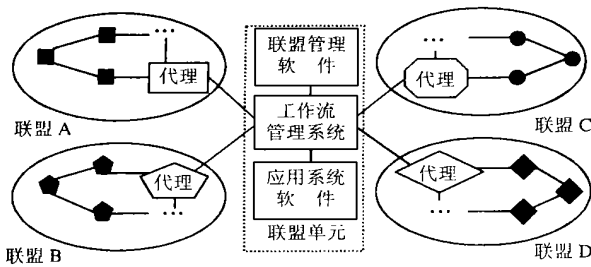 …
代理
联盟 A
…
代理
联盟 B
联盟管理
软 件
工作流
管理系统
应用系统
软 件
联盟单元
…
代理
联盟 C
代理
…
联盟 D